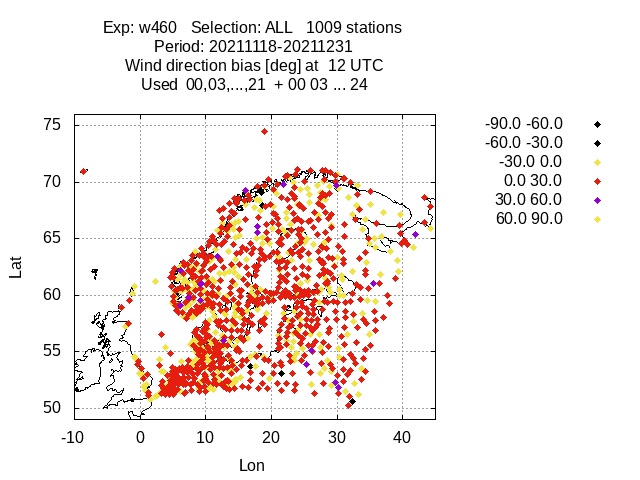 Exp: w460 Selection: ALL 1009 stations
Period: 20211118-20211231
Wind direction bias [deg] at 12 UTC
Used 00,03,...,21 + 00 03 ... 24
-90.0 -60.0
-60.0 -30.0
-30.0 0.0
0.0 30.0
30.0 60.0
60.0 90.0
75
70
65
60
55
50
Lat
-10 0 10 20 30 40
Lon